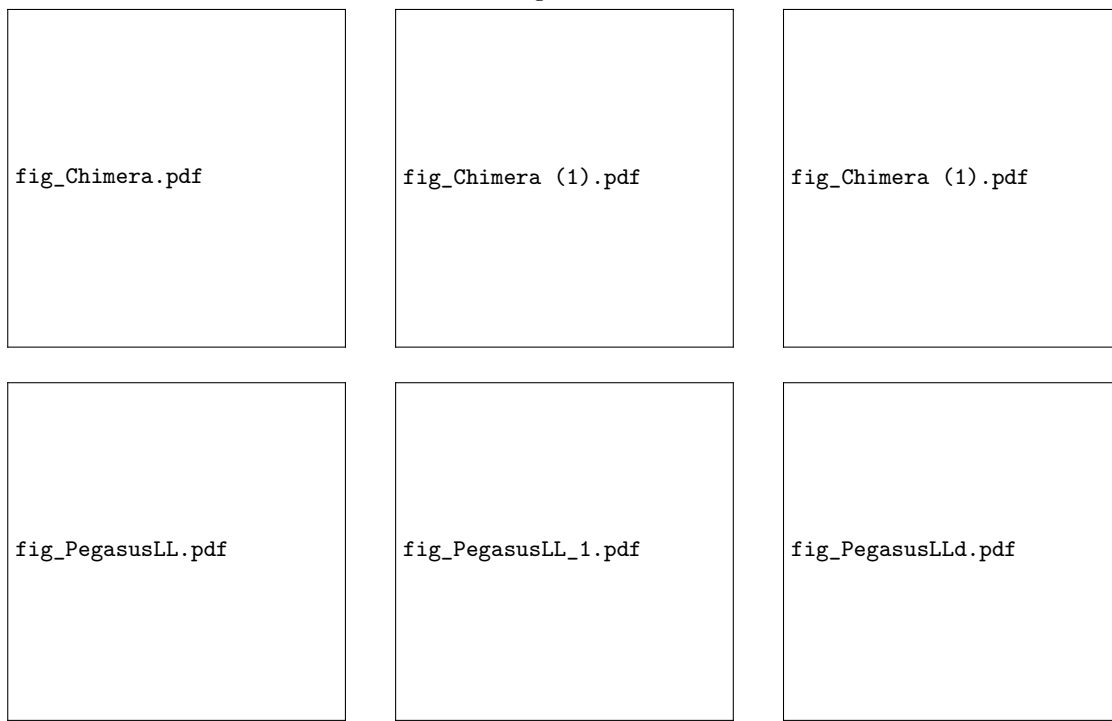 fig_Chimera.pdf
fig_Chimera (1).pdf
fig_Chimera (1).pdf
fig_PegasusLL.pdf
fig_PegasusLL_1.pdf
fig_PegasusLLd.pdf